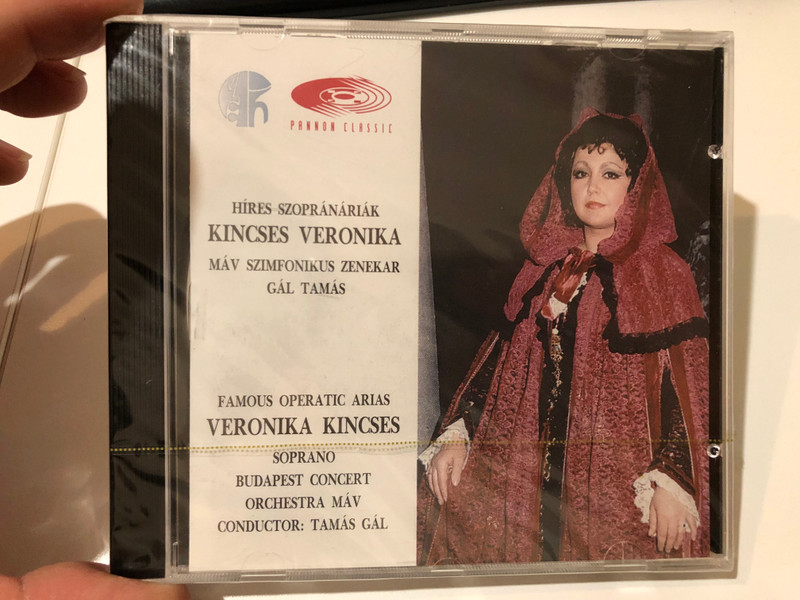 PANNON CLASSIC
HÍRES SZOPRÁNÁRIÁK
KINCSES VERONIKA
MÁV SZIMFONIKUS ZENEKAR
GÁL TAMÁS
FAMOUS OPERATIC ARIAS
VERONIKA KINCSES
SOPRANO
BUDAPEST CONCERT
ORCHESTRA MÁV
CONDUCTOR: TAMÁS GÁL